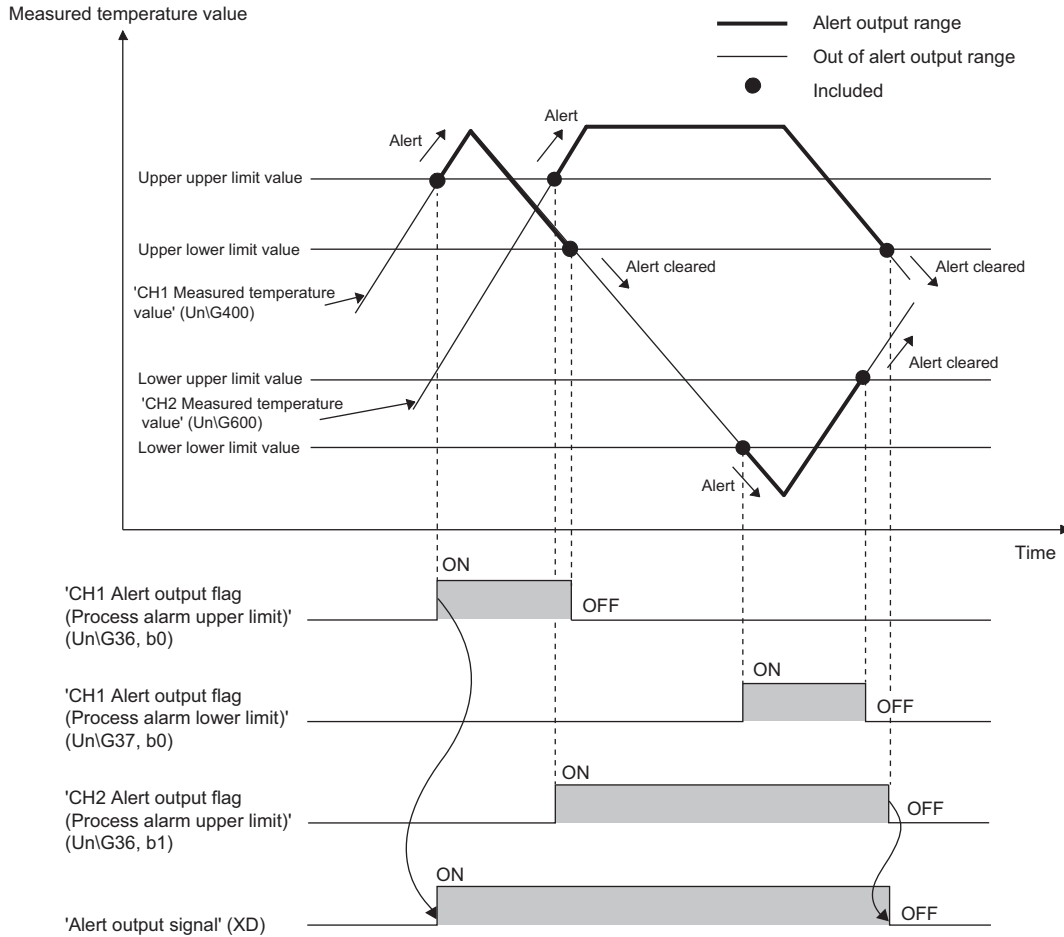 Measured temperature value
Alert output range
Out of alert output range
Included
Alert
Alert
Upper upper limit value
Upper lower limit value
Alert cleared
Alert cleared
'CH1 Measured temperature
value' (Un\G400)
Lower upper limit value
Alert cleared
'CH2 Measured temperature
value' (Un\G600)
Lower lower limit value
Alert
Time
ON
'CH1 Alert output flag
(Process alarm upper limit)'
(Un\G36, b0)
OFF
ON
'CH1 Alert output flag
(Process alarm lower limit)'
(Un\G37, b0)
OFF
ON
'CH2 Alert output flag
(Process alarm upper limit)'
(Un\G36, b1)
OFF
ON
'Alert output signal' (XD)
OFF